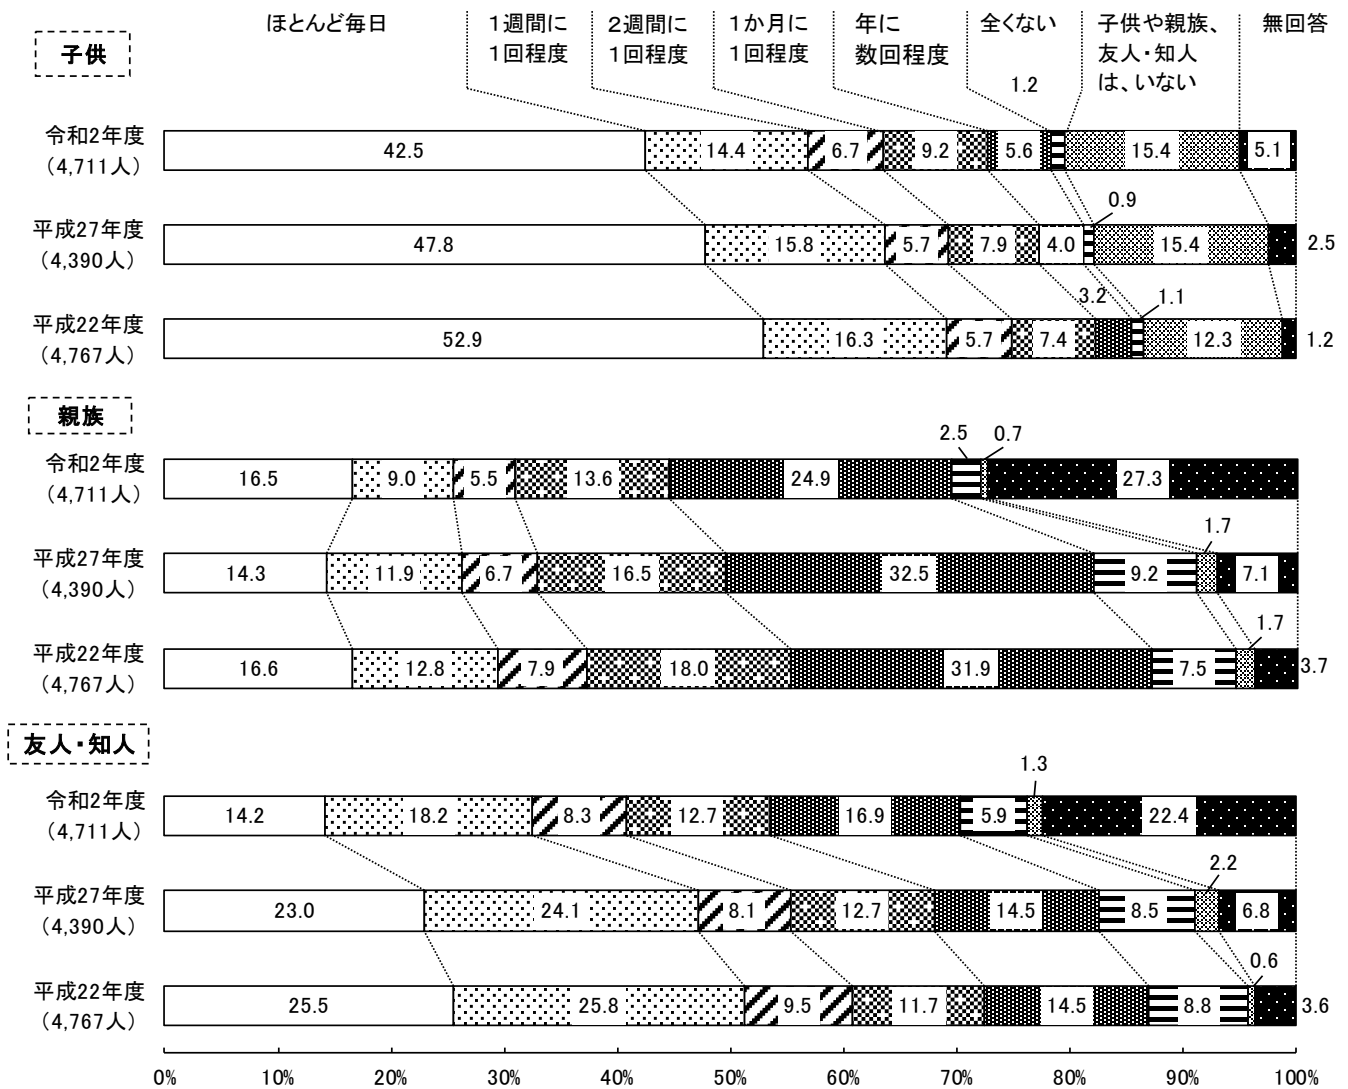 ほとんど毎日
1週間に
1回程度
2週間に
1回程度
1か月に
1回程度
年に
数回程度
全くない
子供や親族、
友人・知人
は、いない
無回答
子供
1.2
令和2年度
(4,711人)
42.5 14.4 6.7 9.2 5.6 15.4 5.1
0.9
平成27年度
(4,390人)
47.8 15.8 5.7 7.9 4.0 15.4 2.5
3.2 1.1
平成22年度
(4,767人)
52.9 16.3 5.7 7.4 12.3 1.2
親族
2.5 0.7
令和2年度
(4,711人)
16.5 9.0 5.5 13.6 24.9 27.3
1.7
平成27年度
(4,390人)
14.3 11.9 6.7 16.5 32.5 9.2 7.1
1.7
平成22年度
(4,767人)
16.6 12.8 7.9 18.0 31.9 7.5 3.7
友人・知人
1.3
令和2年度
(4,711人)
14.2 18.2 8.3 12.7 16.9 5.9 22.4
2.2
平成27年度
(4,390人)
23.0 24.1 8.1 12.7 14.5 8.5 6.8
0.6
平成22年度
(4,767人)
25.5 25.8 9.5 11.7 14.5 8.8 3.6
0% 10% 20% 30% 40% 50% 60% 70% 80% 90% 100%